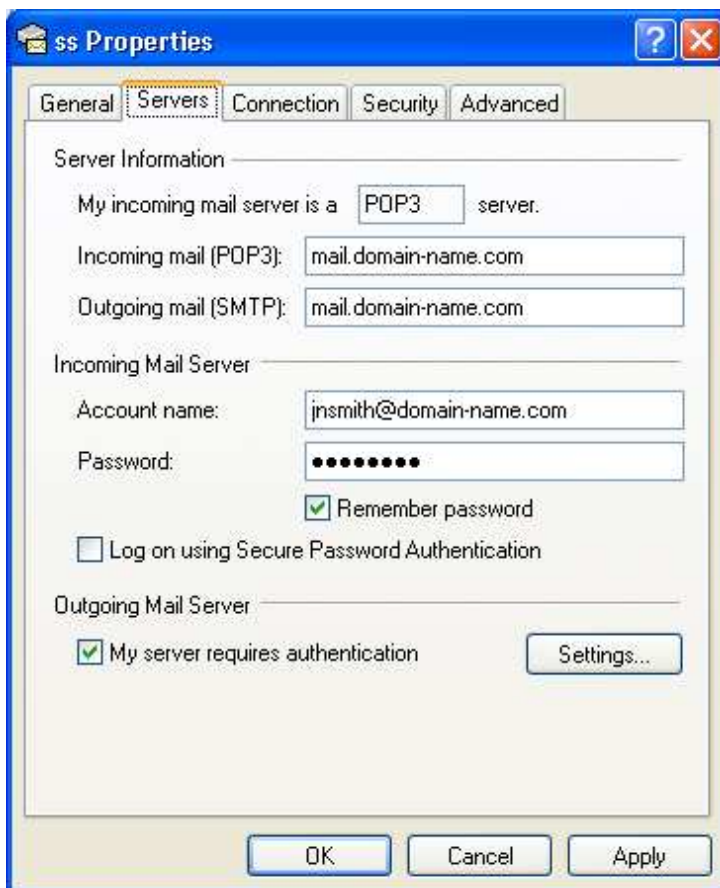 ss Properties
General Servers Connection Security Advanced
Server Information
My incoming mail server is a POP3 server.
Incoming mail (POP3): mail.domain-name.com
Outgoing mail (SMTP): mail.domain-name.com
Incoming Mail Server
Account name: jnsmith@domain-name.com
Password: ●●●●●●●●
Remember password
Log on using Secure Password Authentication
Outgoing Mail Server
My server requires authentication Settings...
OK Cancel Apply